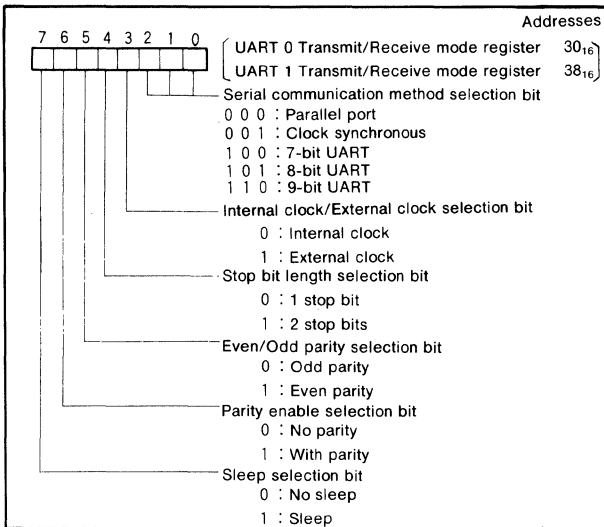 Addresses
7 6 5 4 3 2 1 0
UART 0 Transmit/Receive mode register 30₁₆
UART 1 Transmit/Receive mode register 38₁₆
Serial communication method selection bit
0 0 0 : Parallel port
0 0 1 : Clock synchronous
1 0 0 : 7-bit UART
1 0 1 : 8-bit UART
1 1 0 : 9-bit UART
Internal clock/External clock selection bit
0 : Internal clock
1 : External clock
Stop bit length selection bit
0 : 1 stop bit
1 : 2 stop bits
Even/Odd parity selection bit
0 : Odd parity
1 : Even parity
Parity enable selection bit
0 : No parity
1 : With parity
Sleep selection bit
0 : No sleep
1 : Sleep